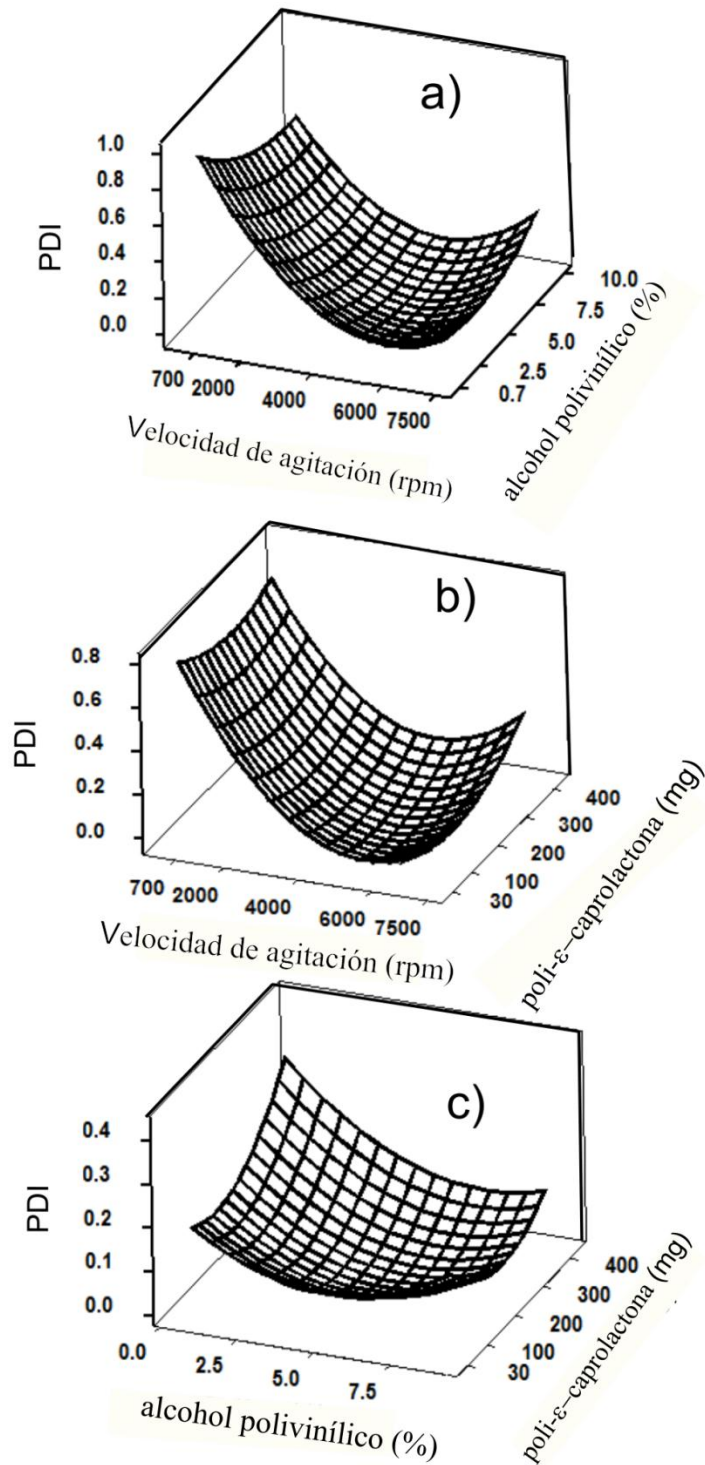 a)
1.0
0.8
0.6
0.4
0.2
0.0
PDI
700 2000 4000 6000 7500
Velocidad de agitación (rpm)
10.0
7.5
5.0
2.5
0.7
alcohol polivinílico (%)
b)
0.8
0.6
0.4
0.2
0.0
PDI
700 2000 4000 6000 7500
Velocidad de agitación (rpm)
400
300
200
100
30
poli-ε–caprolactona (mg)
c)
0.4
0.3
0.2
0.1
0.0
PDI
0.0 2.5 5.0 7.5
alcohol polivinílico (%)
400
300
200
100
30
poli-ε–caprolactona (mg)